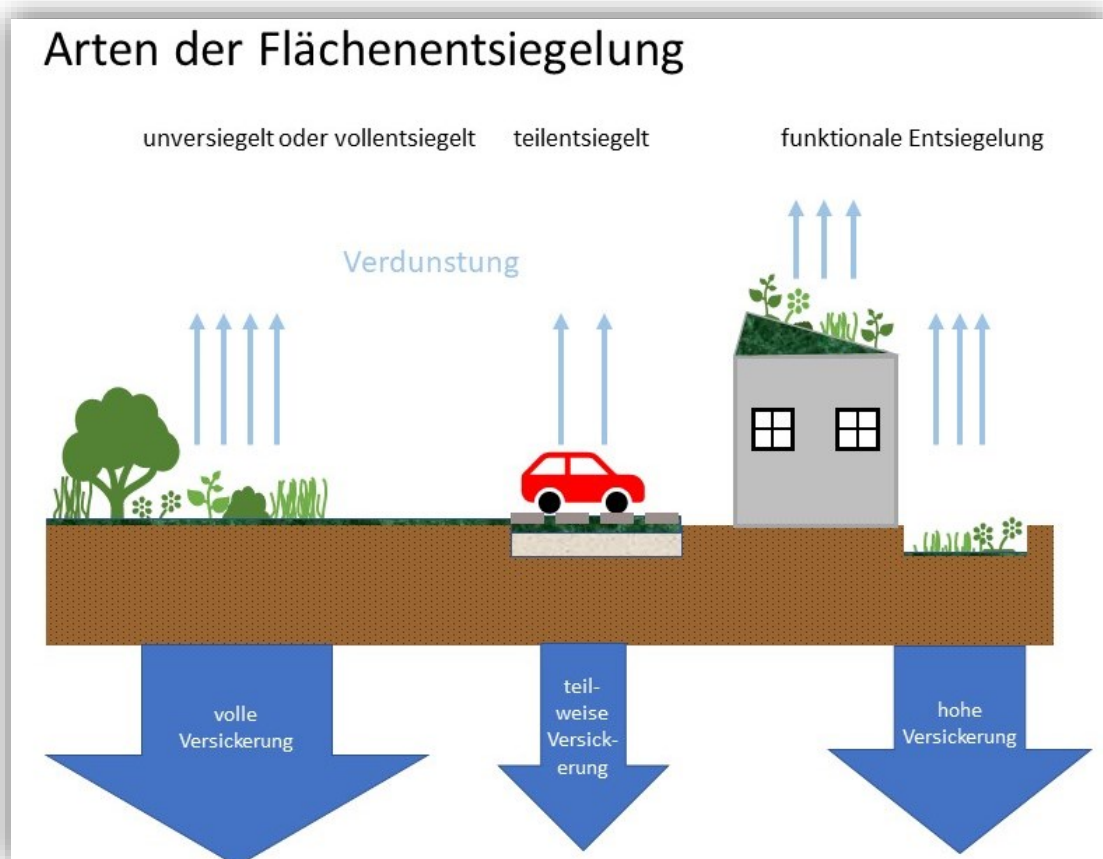 Arten der Flächenentsiegelung
unversiegelt oder vollentsiegelt
teilentsiegelt
funktionale Entsiegelung
Verdunstung
volle
Versickerung
teil-
weise
Versick-
erung
hohe
Versickerung